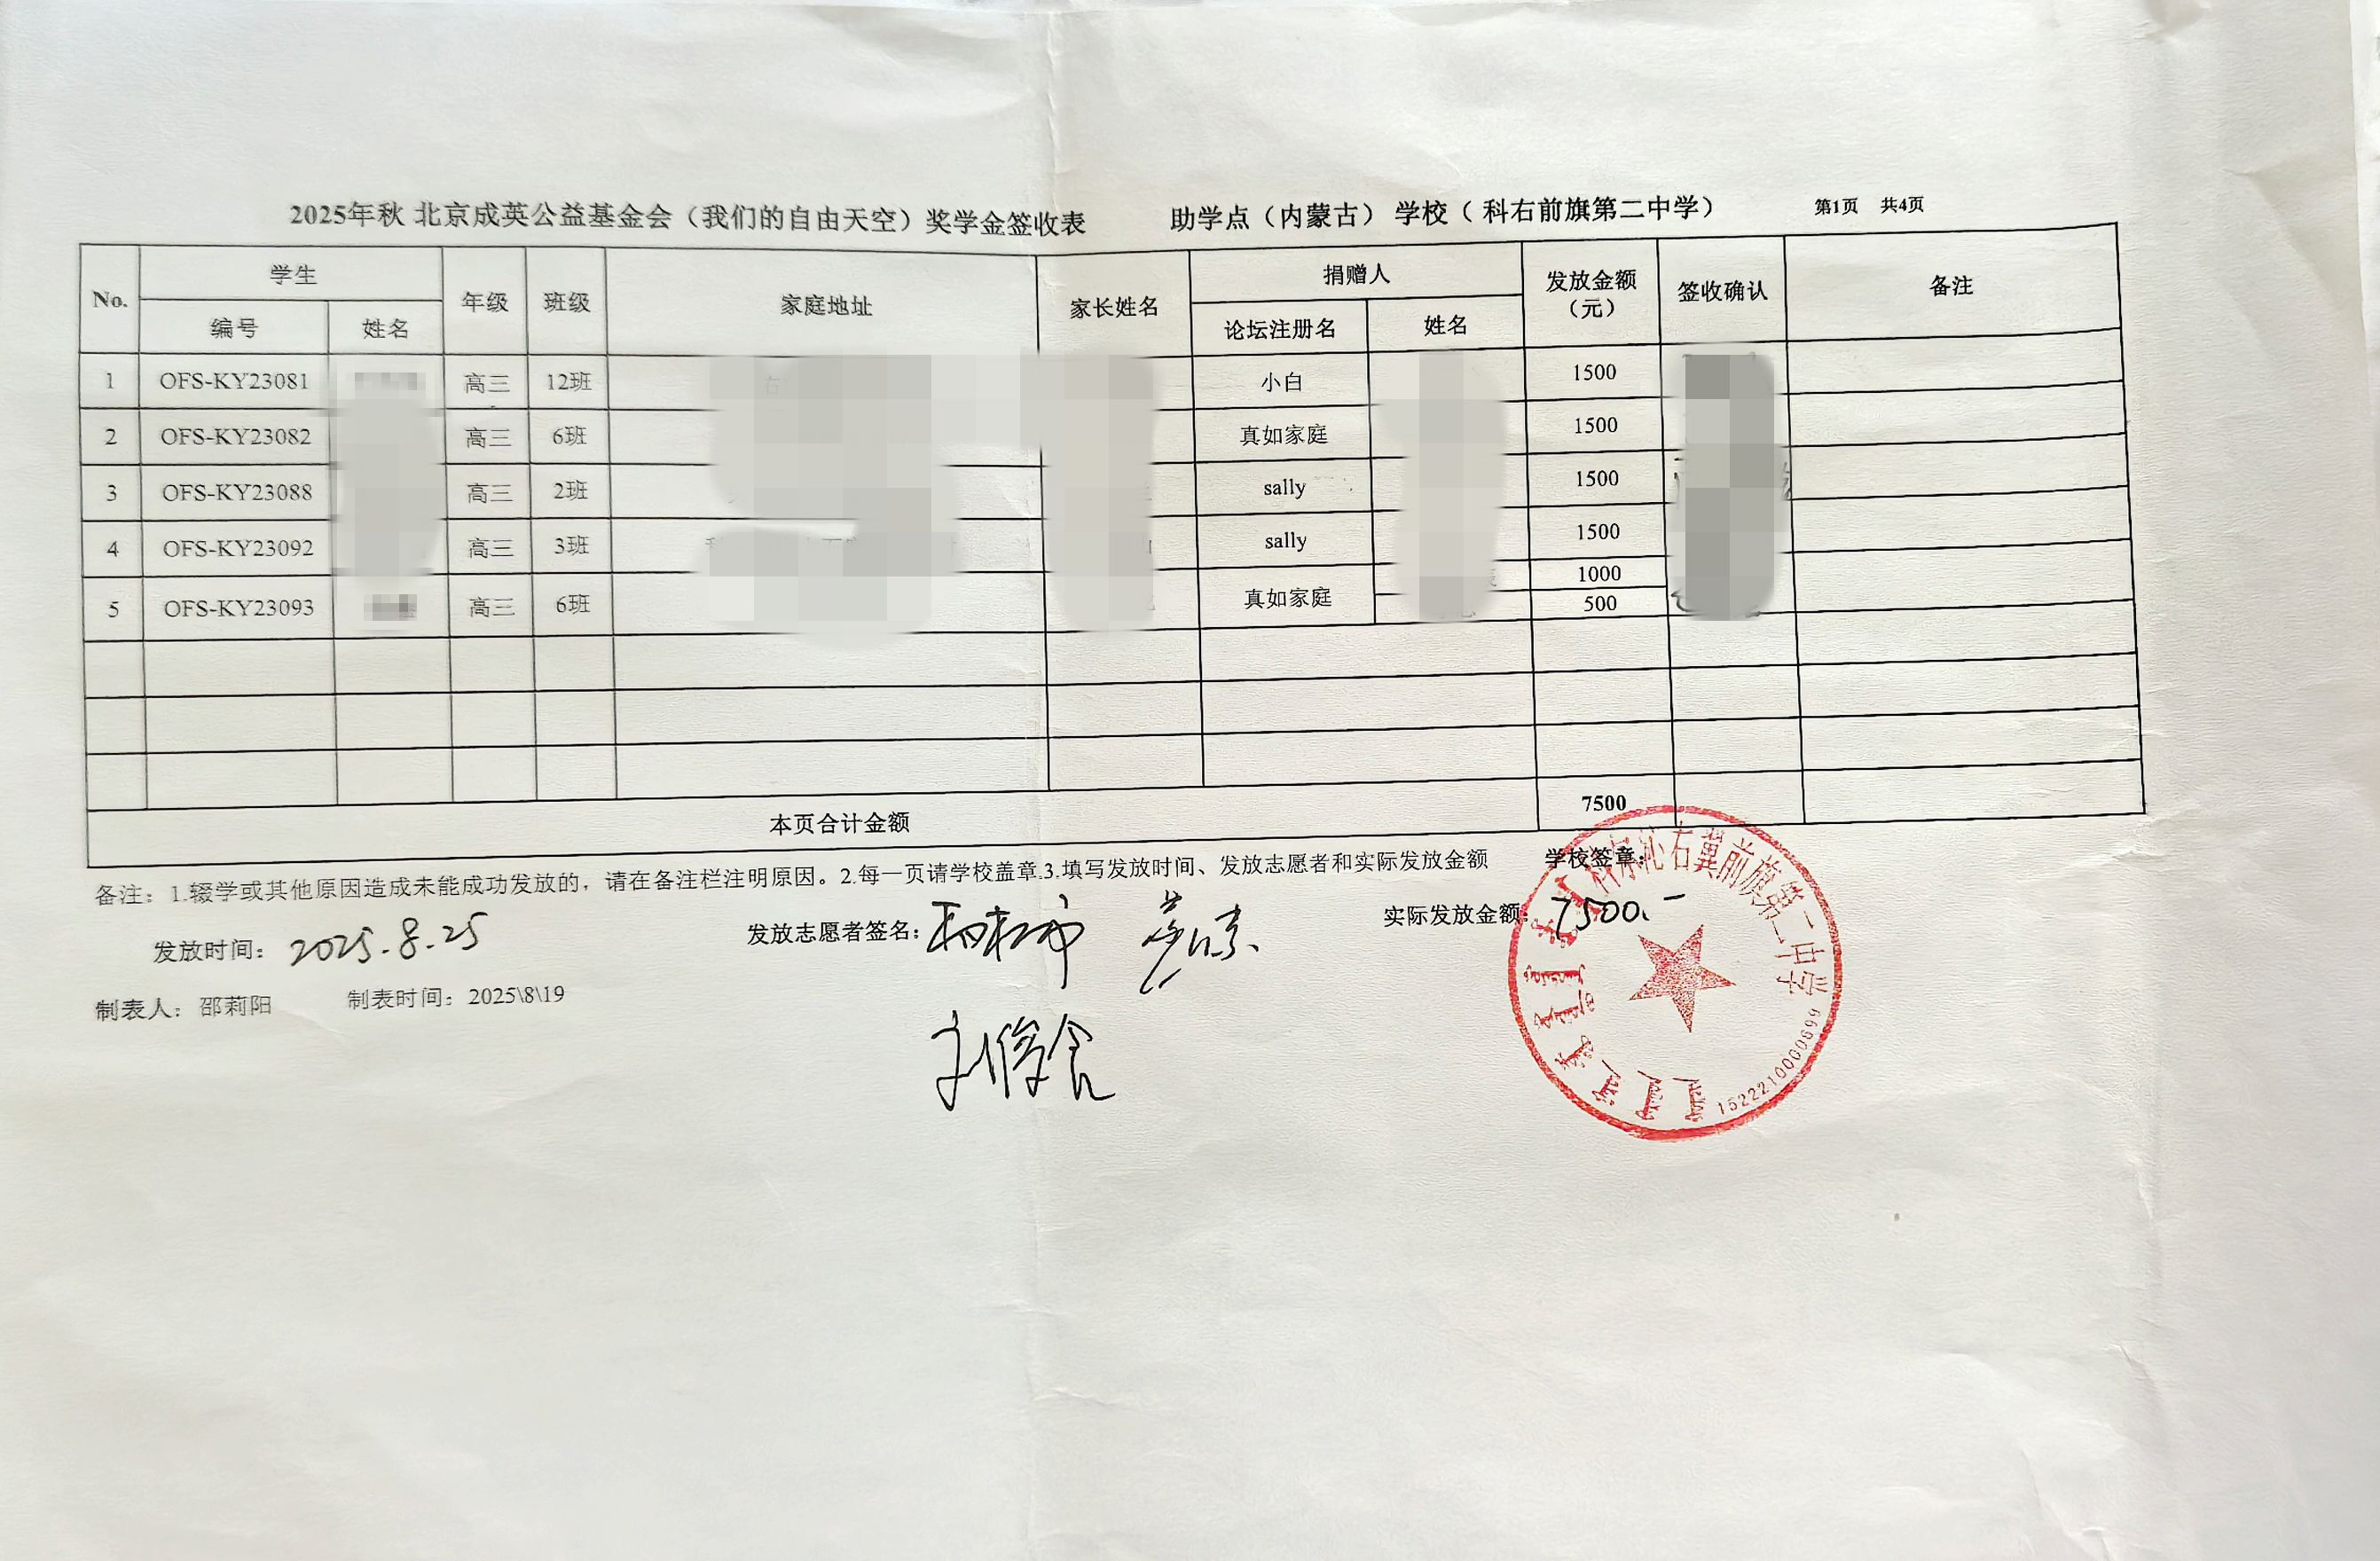 2025年秋 北京成英公益基金会（我们的自由天空）奖学金签收表 助学点（内蒙古） 学校（ 科右前旗第二中学） 第1页 共4页
No. 学生 年级 班级 家庭地址 家长姓名 捐赠人 发放金额（元） 签收确认 备注
编号 姓名 论坛注册名 姓名
1 OFS-KY23081 高三 12班 小白 1500
2 OFS-KY23082 高三 6班 真如家庭 1500
3 OFS-KY23088 高三 2班 sally 1500
4 OFS-KY23092 高三 3班 sally 1500
5 OFS-KY23093 高三 6班 真如家庭 1000
500
本页合计金额 7500
备注：1.辍学或其他原因造成未能成功发放的，请在备注栏注明原因。2.每一页请学校盖章.3.填写发放时间、发放志愿者和实际发放金额 学校签章：
发放时间：2025.8.25 发放志愿者签名： 实际发放金额：7500.-
制表人：邵莉阳 制表时间：2025\8\19
科尔沁右翼前旗第二中学
1522210000699